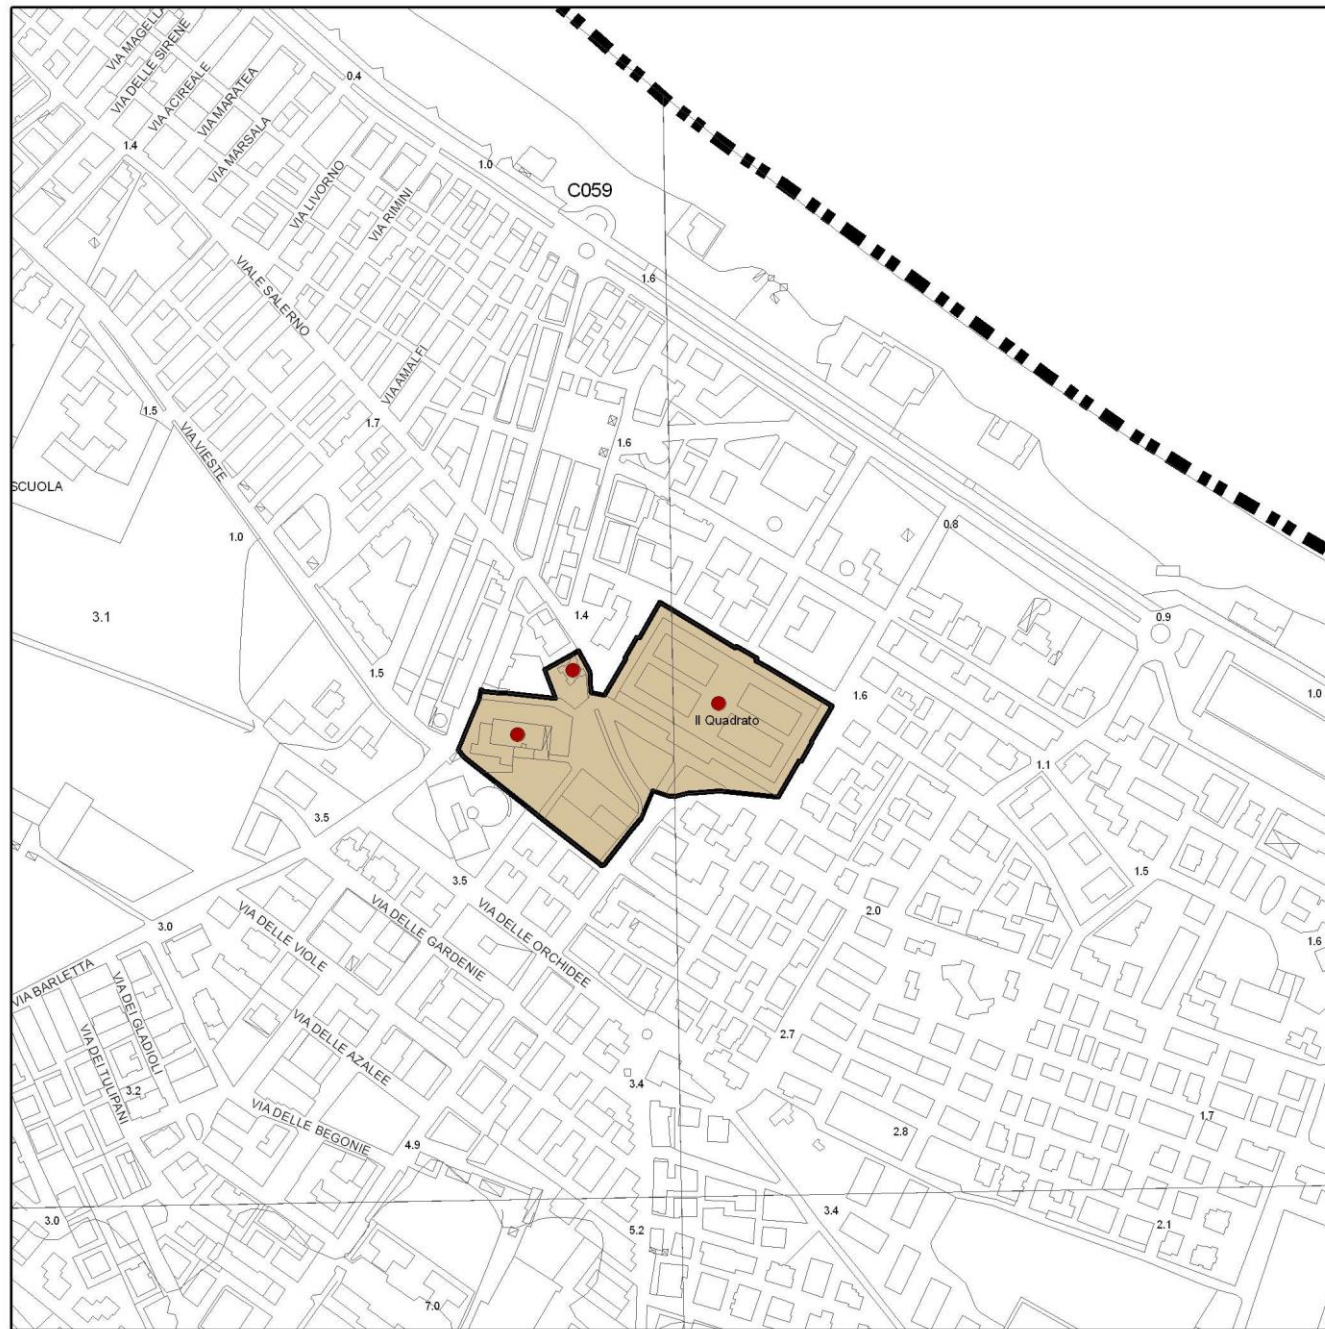 VIA MAGELLA
VIA DELLE SIRENE
VIA ACIREALE
VIA MARATEA
VIA MARSALA
0.4
1.4
1.0
VIA LIVORNO
VIA RIMINI
C059
1.6
VIALE SALERNO
VIA AMALFI
1.5
1.7
VIA VIESTE
1.6
SCUOLA
1.0
0.8
3.1
1.4
0.9
1.5
1.6
1.0
Il Quadrato
1.1
3.5
3.5
1.5
VIA DELLE VIOLE
VIA DELLE GARDENIE
VIA DELLE ORCHIDEE
2.0
3.0
1.6
VIA BARLETTA
VIA DEI GLADIOLI
VIA DEI TULIPANI
VIA DELLE AZALEE
2.7
3.2
3.4
VIA DELLE BEGONIE
4.9
2.8
1.7
3.0
5.2
3.4
2.1
7.0